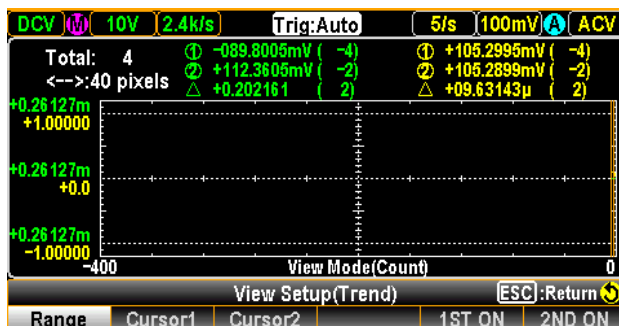 DCV M 10V 2.4k/s Trig:Auto 5/s 100mV A ACV
Total: 4
<-->:40 pixels
① -089.8005mV ( -4)
② +112.3605mV ( -2)
△ +0.202161 ( 2)
① +105.2995mV ( -4)
② +105.2899mV ( -2)
△ +09.63143µ ( 2)
+0.26127m
+1.00000
+0.26127m
+0.0
+0.26127m
-1.00000
-400 View Mode(Count) 0
View Setup(Trend) ESC:Return
Range Cursor1 Cursor2 1ST ON 2ND ON